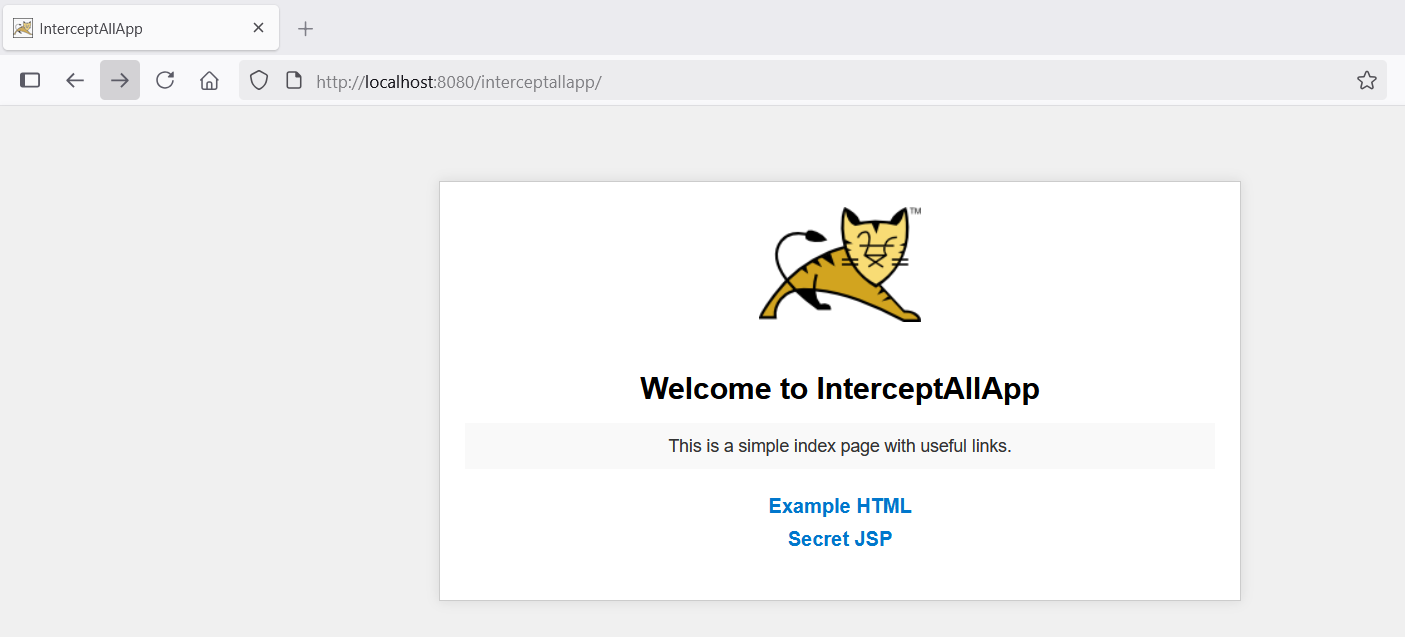 InterceptAllApp
http://localhost:8080/interceptallapp/
TM
Welcome to InterceptAllApp
This is a simple index page with useful links.
Example HTML
Secret JSP